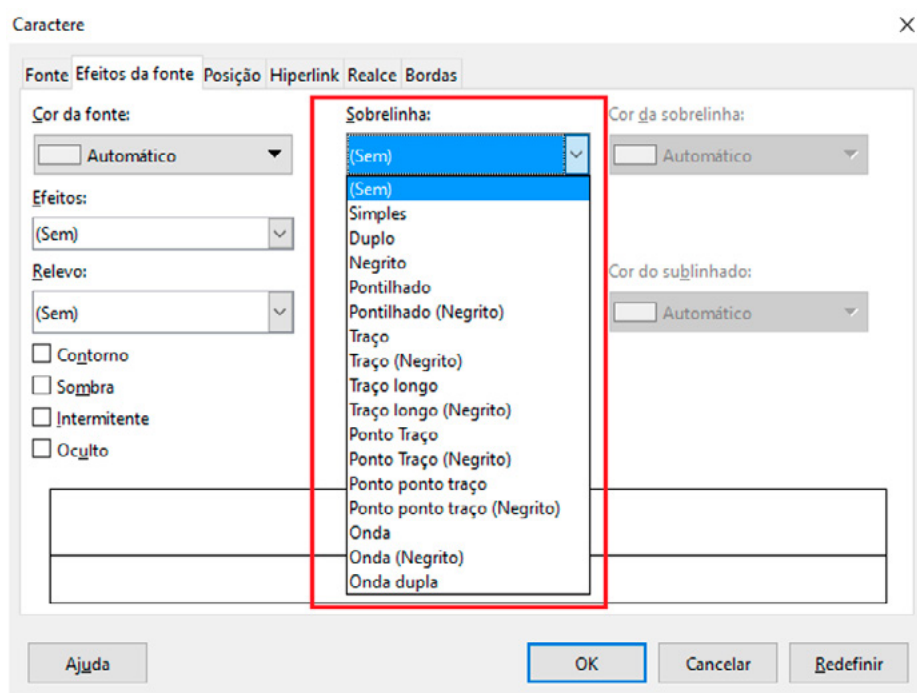 Caractere
Fonte Efeitos da fonte Posição Hiperlink Realce Bordas
Cor da fonte:
Automático
Efeitos:
(Sem)
Relevo:
(Sem)
Contorno
Sombra
Intermitente
Oculto
Sobrelinha:
(Sem)
(Sem)
Simples
Duplo
Negrito
Pontilhado
Pontilhado (Negrito)
Traço
Traço (Negrito)
Traço longo
Traço longo (Negrito)
Ponto Traço
Ponto Traço (Negrito)
Ponto ponto traço
Ponto ponto traço (Negrito)
Onda
Onda (Negrito)
Onda dupla
Cor da sobrelinha:
Automático
Cor do sublinhado:
Automático
Ajuda
OK
Cancelar
Redefinir